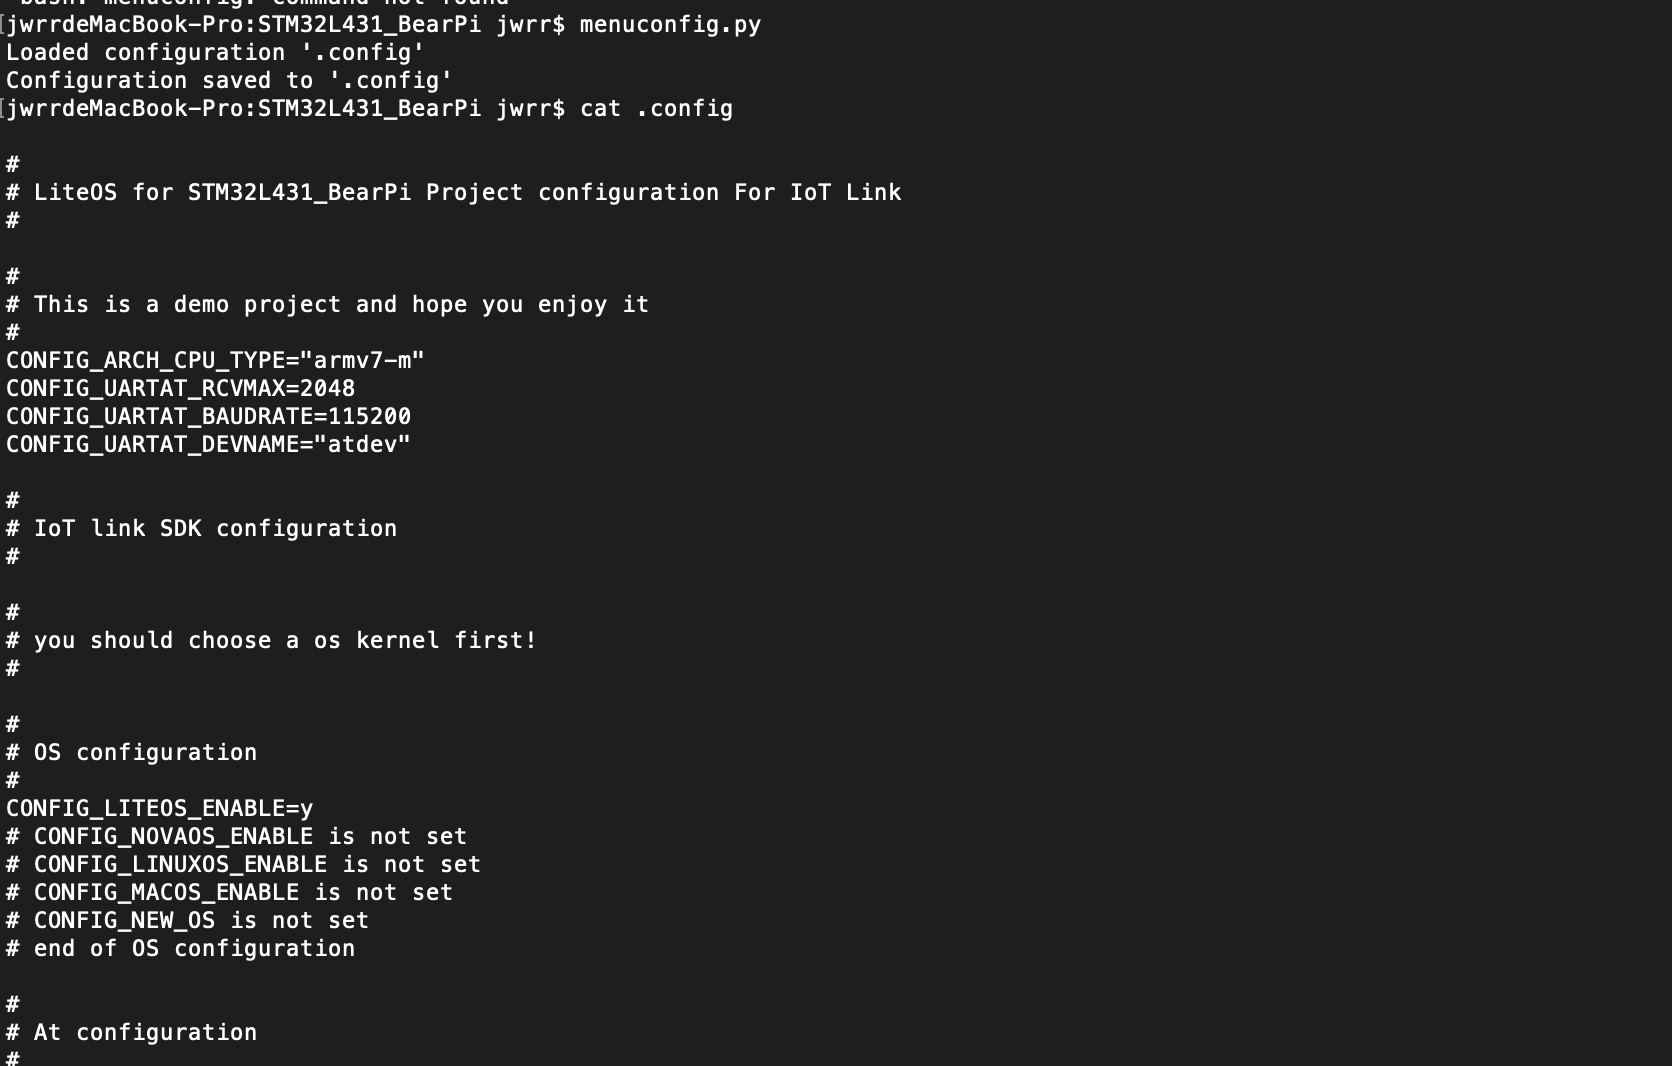 bash: menuconfig: command not found
[jwrrdeMacBook-Pro:STM32L431_BearPi jwrr$ menuconfig.py
Loaded configuration '.config'
Configuration saved to '.config'
[jwrrdeMacBook-Pro:STM32L431_BearPi jwrr$ cat .config
#
# LiteOS for STM32L431_BearPi Project configuration For IoT Link
#
#
# This is a demo project and hope you enjoy it
#
CONFIG_ARCH_CPU_TYPE="armv7-m"
CONFIG_UARTAT_RCVMAX=2048
CONFIG_UARTAT_BAUDRATE=115200
CONFIG_UARTAT_DEVNAME="atdev"
#
# IoT link SDK configuration
#
#
# you should choose a os kernel first!
#
#
# OS configuration
#
CONFIG_LITEOS_ENABLE=y
# CONFIG_NOVAOS_ENABLE is not set
# CONFIG_LINUXOS_ENABLE is not set
# CONFIG_MACOS_ENABLE is not set
# CONFIG_NEW_OS is not set
# end of OS configuration
#
# At configuration
#